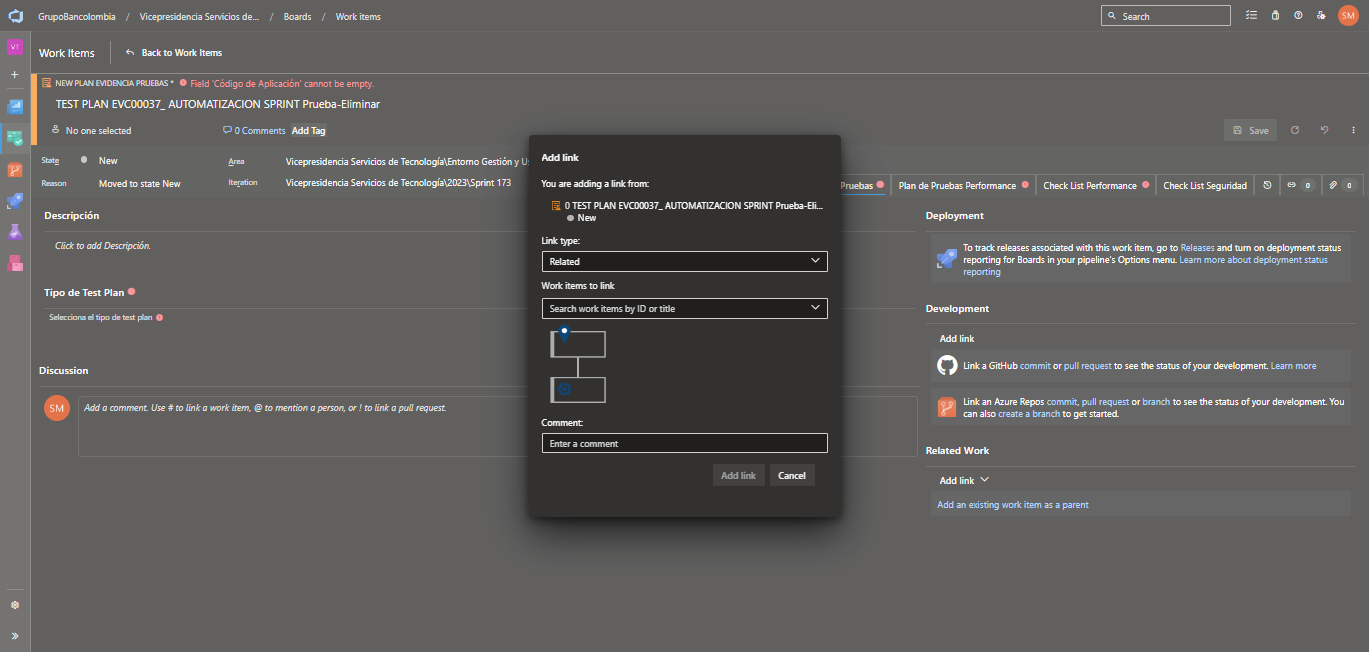 GrupoBancolombia / Vicepresidencia Servicios de... / Boards / Work items
Search
SM
VT
Work Items
Back to Work Items
NEW PLAN EVIDENCIA PRUEBAS * Field 'Código de Aplicación' cannot be empty.
TEST PLAN EVC00037_ AUTOMATIZACION SPRINT Prueba-Eliminar
No one selected
0 Comments
Add Tag
Save
State
New
Area
Vicepresidencia Servicios de Tecnología\Entorno Gestión y Us
Reason
Moved to state New
Iteration
Vicepresidencia Servicios de Tecnología\2023\Sprint 173
Pruebas
Plan de Pruebas Performance
Check List Performance
Check List Seguridad
0
0
Descripción
Click to add Descripción.
Tipo de Test Plan
Selecciona el tipo de test plan
Discussion
SM
Add a comment. Use # to link a work item, @ to mention a person, or ! to link a pull request.
Add link
You are adding a link from:
0 TEST PLAN EVC00037_ AUTOMATIZACION SPRINT Prueba-Eli...
New
Link type:
Related
Work items to link
Search work items by ID or title
Comment:
Enter a comment
Add link
Cancel
Deployment
To track releases associated with this work item, go to Releases and turn on deployment status
reporting for Boards in your pipeline's Options menu. Learn more about deployment status
reporting
Development
Add link
Link a GitHub commit or pull request to see the status of your development. Learn more
Link an Azure Repos commit, pull request or branch to see the status of your development. You
can also create a branch to get started.
Related Work
Add link
Add an existing work item as a parent